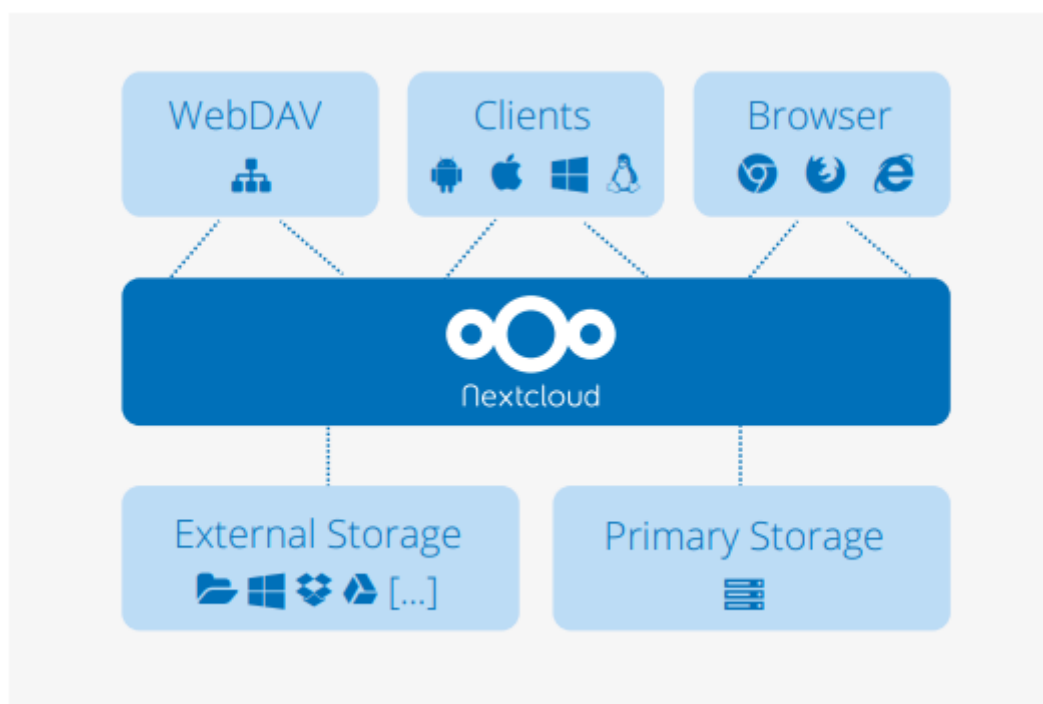 WebDAV
Clients
Browser
Nextcloud
External Storage
[...]
Primary Storage